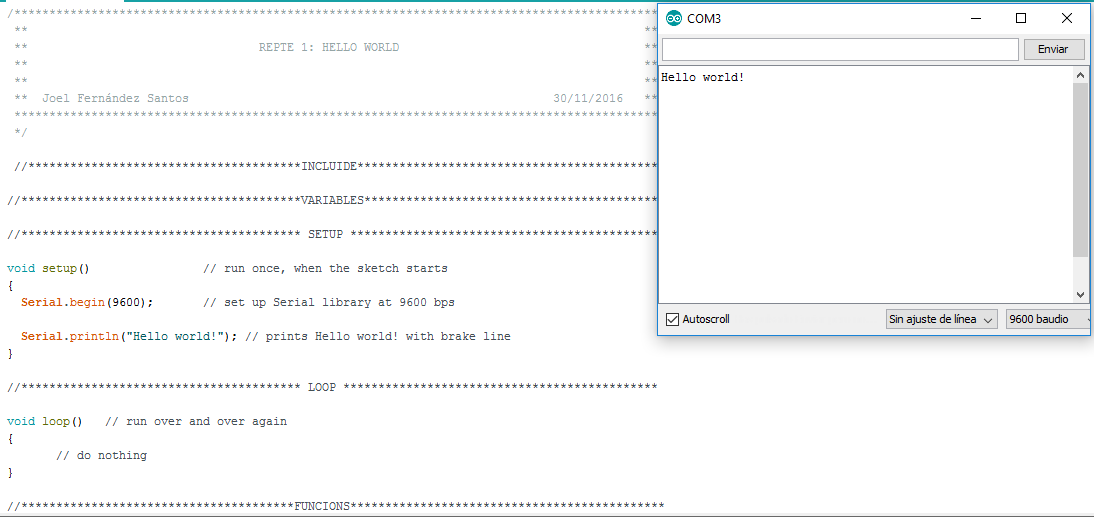 /********************************************************************************************
** **
** REPTE 1: HELLO WORLD **
** **
** **
** Joel Fernández Santos 30/11/2016 **
********************************************************************************************
*/
//***************************************INCLUIDE*******************************************
//***************************************VARIABLES******************************************
//*************************************** SETUP ********************************************
void setup() // run once, when the sketch starts
{
Serial.begin(9600); // set up Serial library at 9600 bps
Serial.println("Hello world!"); // prints Hello world! with brake line
}
//*************************************** LOOP *********************************************
void loop() // run over and over again
{
// do nothing
}
//***************************************FUNCIONS*********************************************
COM3
Enviar
Hello world!
Autoscroll
Sin ajuste de línea
9600 baudio